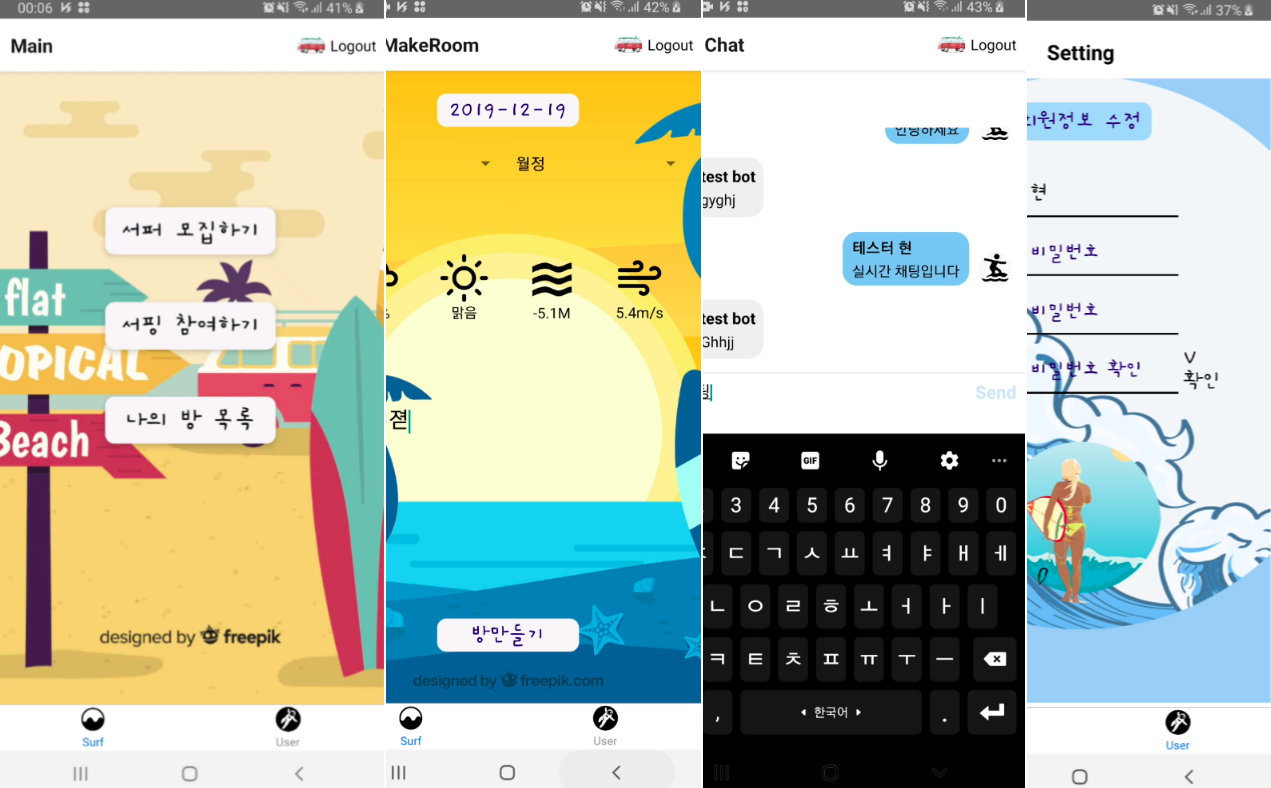 00:06
41%
Main
Logout
서퍼 모집하기
flat
서핑 참여하기
OPICAL
나의 방 목록
Beach
designed by freepik
Surf
User
42%
MakeRoom
Logout
2019-12-19
월정
맑음
-5.1M
5.4m/s
젿
방만들기
designed by freepik.com
Surf
User
43%
Chat
Logout
안녕하세요
test bot
gyghj
테스터 현
실시간 채팅입니다
test bot
Ghhjj
Send
GIF
3 4 5 6 7 8 9 0
ㄷ ㄱ ㅅ ㅛ ㅕ ㅑ ㅐ ㅔ
ㄴ ㅇ ㄹ ㅎ ㅗ ㅓ ㅏ ㅣ
ㅋ ㅌ ㅊ ㅍ ㅠ ㅜ ㅡ
, 한국어 .
37%
Setting
회원정보 수정
현
비밀번호
비밀번호
비밀번호 확인
V
확인
User